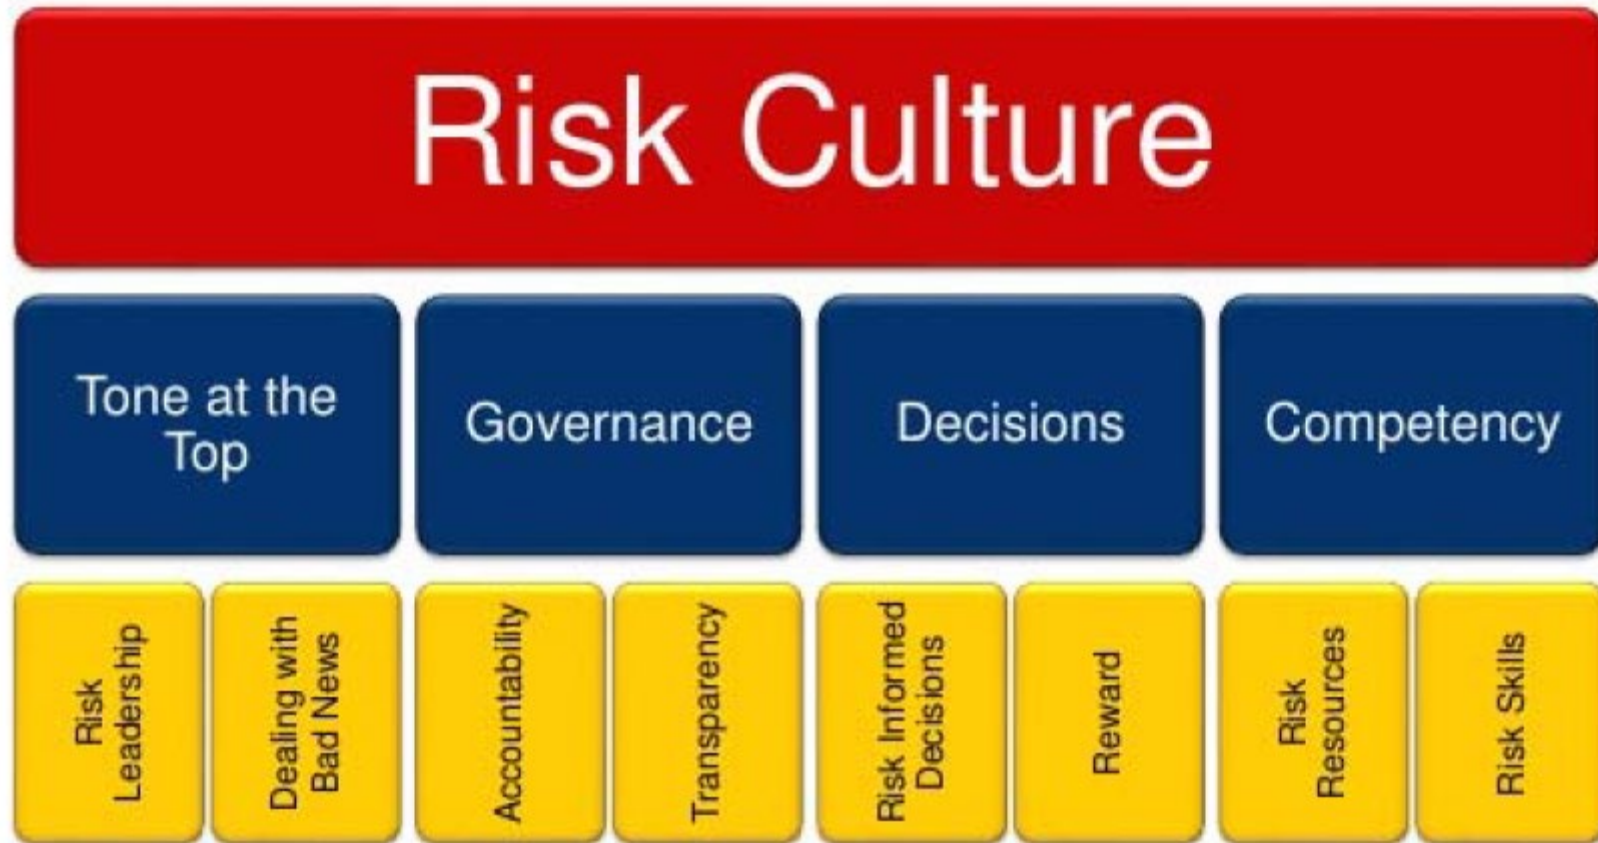 Risk Culture
Tone at the
Top
Governance
Decisions
Competency
Risk
Leadership
Dealing with
Bad News
Accountability
Transparency
Risk Informed
Decisions
Reward
Risk
Resources
Risk Skills